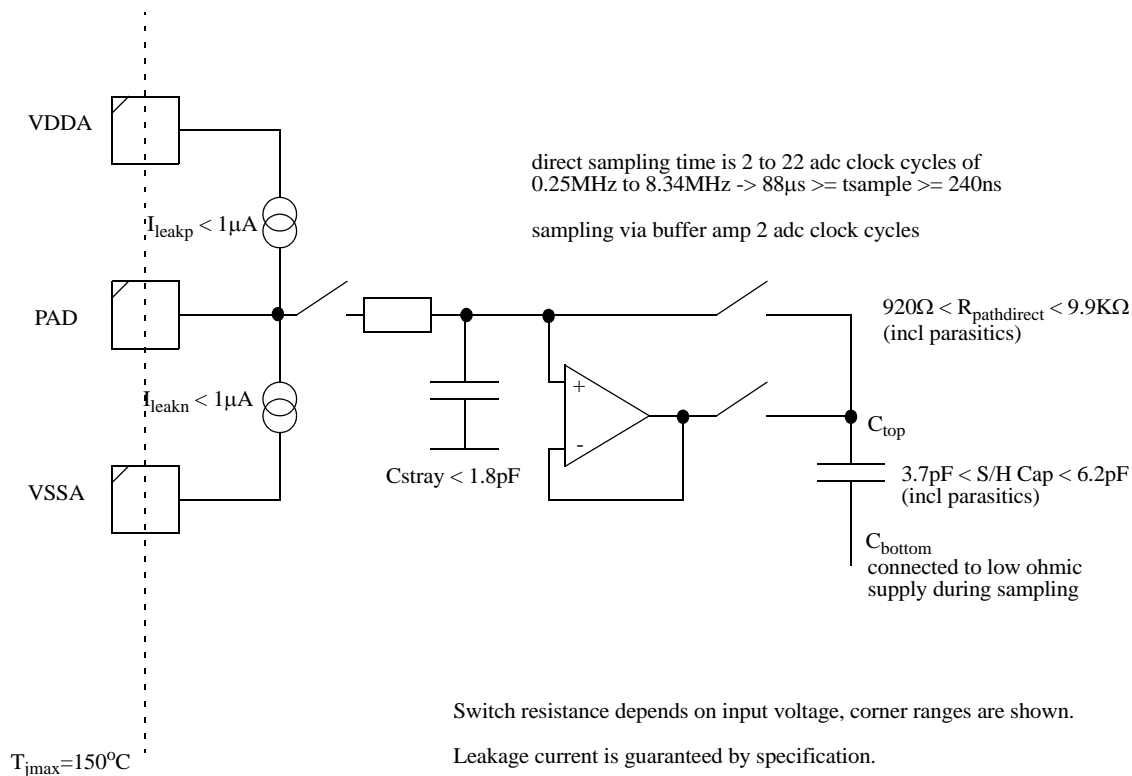 VDDA
direct sampling time is 2 to 22 adc clock cycles of
0.25MHz to 8.34MHz -> 88μs >= tsample >= 240ns
I_leakp < 1μA
sampling via buffer amp 2 adc clock cycles
PAD
920Ω < R_pathdirect < 9.9KΩ
(incl parasitics)
+
I_leakn < 1μA
-
C_top
Cstray < 1.8pF
3.7pF < S/H Cap < 6.2pF
(incl parasitics)
VSSA
C_bottom
connected to low ohmic
supply during sampling
Switch resistance depends on input voltage, corner ranges are shown.
Leakage current is guaranteed by specification.
T_jmax=150°C